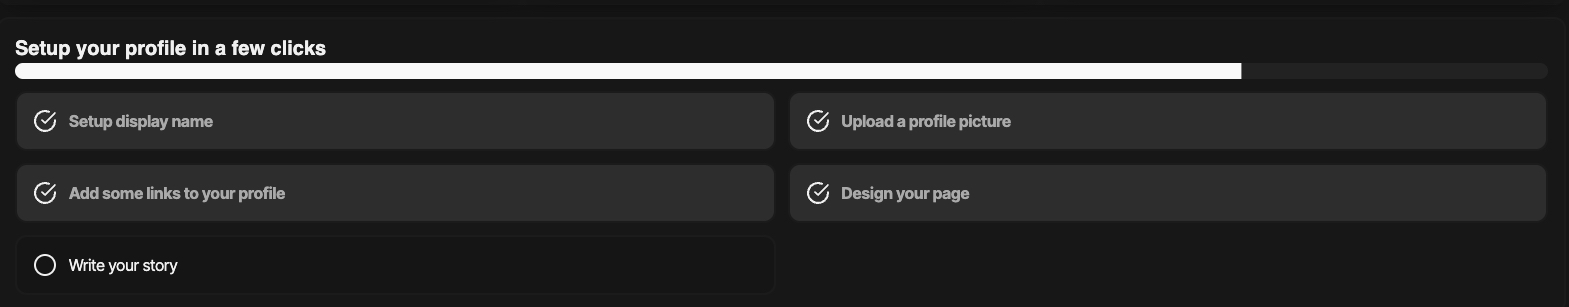 Setup your profile in a few clicks
Setup display name
Upload a profile picture
Add some links to your profile
Design your page
Write your story